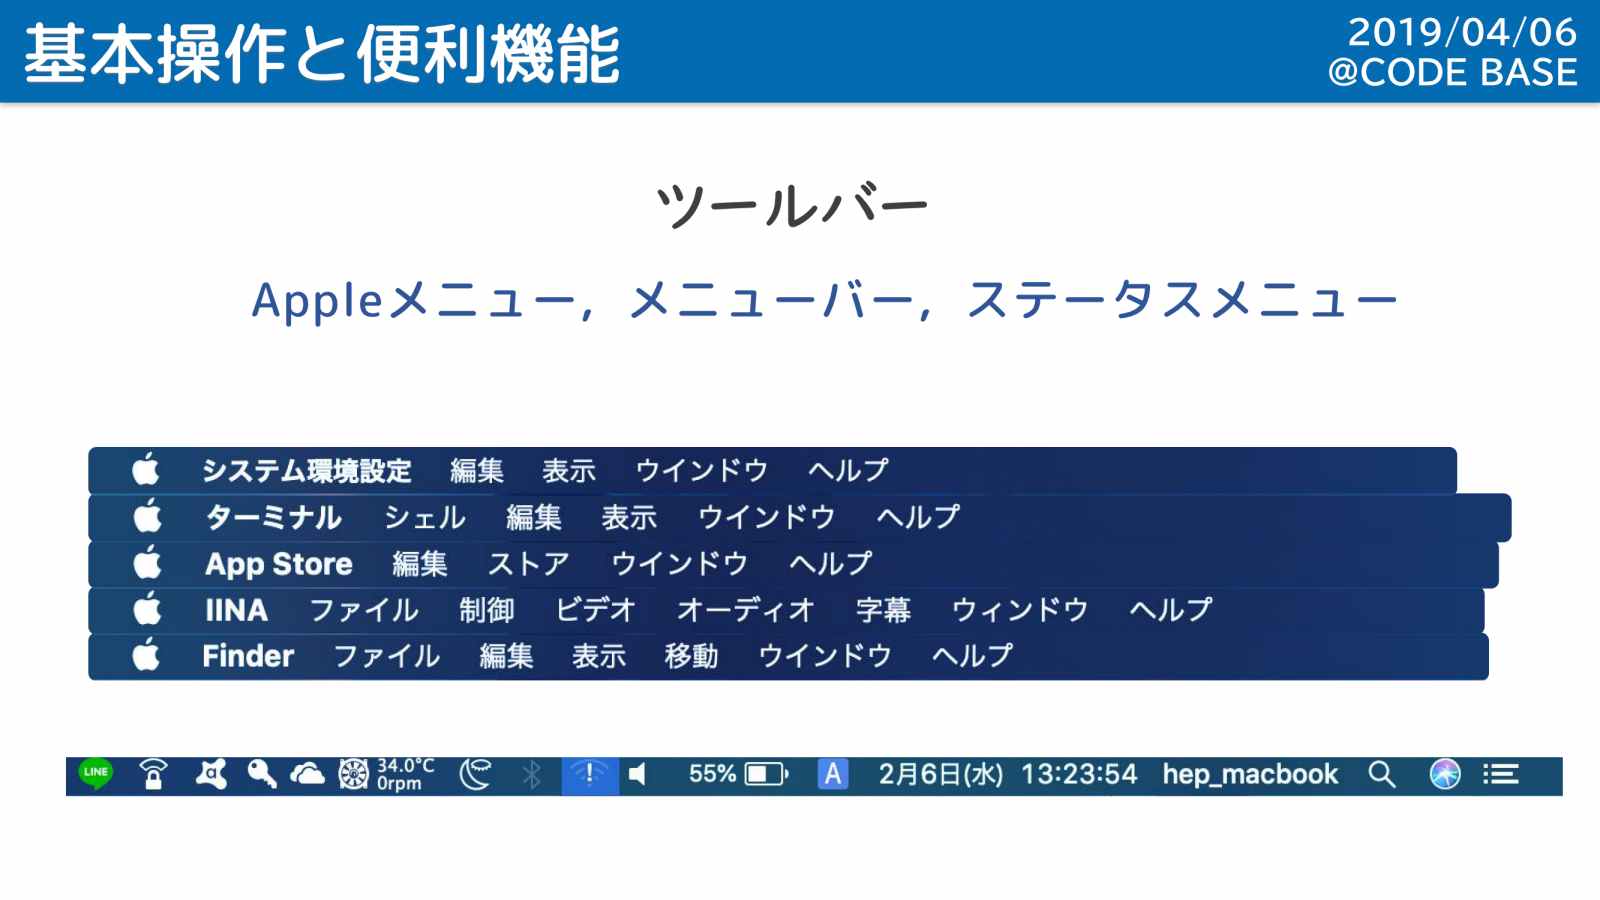 基本操作と便利機能
2019/04/06
@CODE BASE
ツールバー
Appleメニュー, メニューバー, ステータスメニュー
システム環境設定 編集 表示 ウインドウ ヘルプ
ターミナル シェル 編集 表示 ウインドウ ヘルプ
App Store 編集 ストア ウインドウ ヘルプ
IINA ファイル 制御 ビデオ オーディオ 字幕 ウィンドウ ヘルプ
Finder ファイル 編集 表示 移動 ウインドウ ヘルプ
LINE a 34.0°C 0rpm 55% A 2月6日(水) 13:23:54 hep_macbook